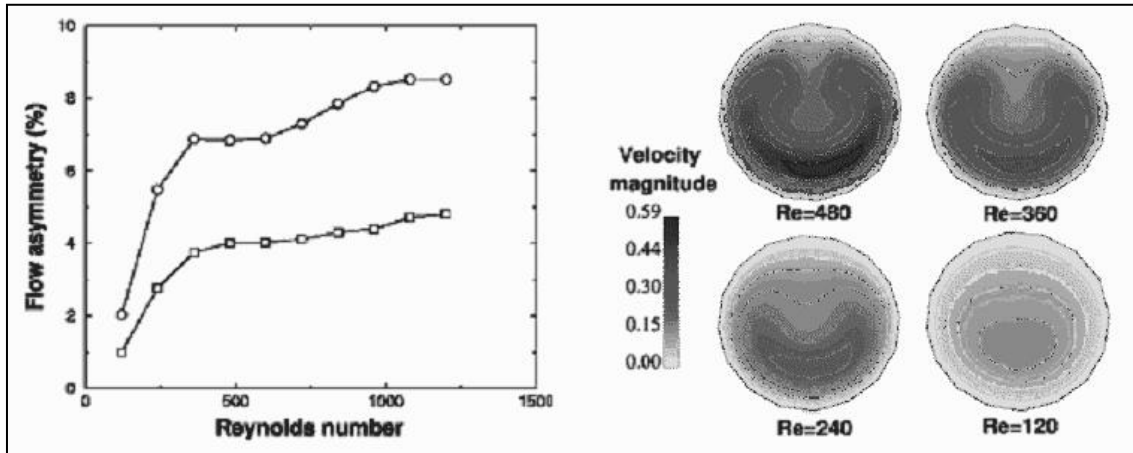 10
8
6
4
2
0
Flow asymmetry (%)
0
500
1000
1500
Reynolds number
Velocity
magnitude
0.59
0.44
0.30
0.15
0.00
Re=480
Re=360
Re=240
Re=120